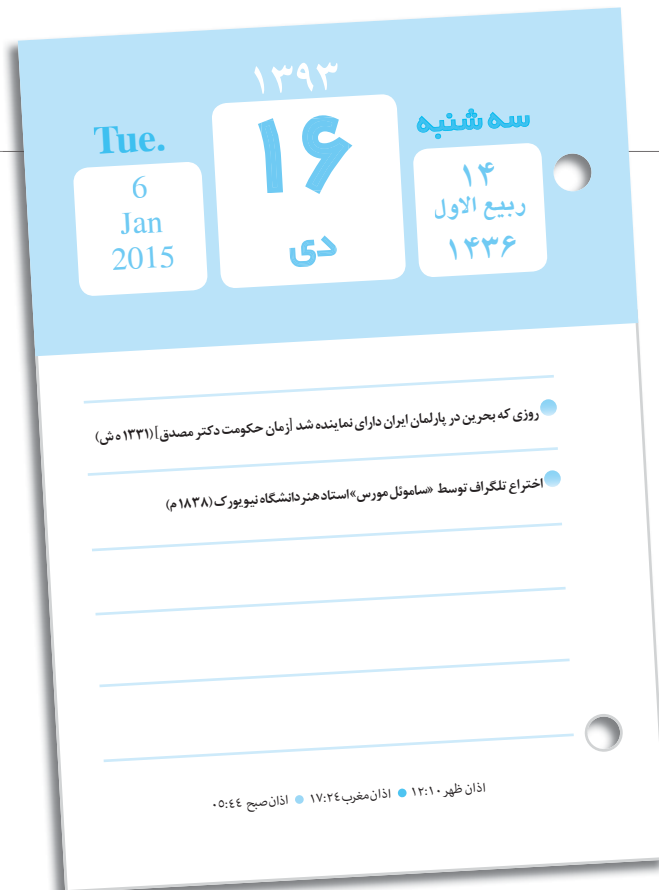 ۱۳۹۳
سه شنبه
۱۴
ربیع الاول
۱۴۳۶
۱۶
دی
Tue.
6
Jan
2015
روزی که بحرین در پارلمان ایران دارای نماینده شد [زمان حکومت دکتر مصدق] (۱۳۳۱ ه ش)
اختراع تلگراف توسط «ساموئل مورس» استاد هنر دانشگاه نیویورک (۱۸۳۸ م)
اذان ظهر ۱۲:۱۰ ● اذان مغرب ۱۷:۲٤ ● اذان صبح ۰۵:٤٤